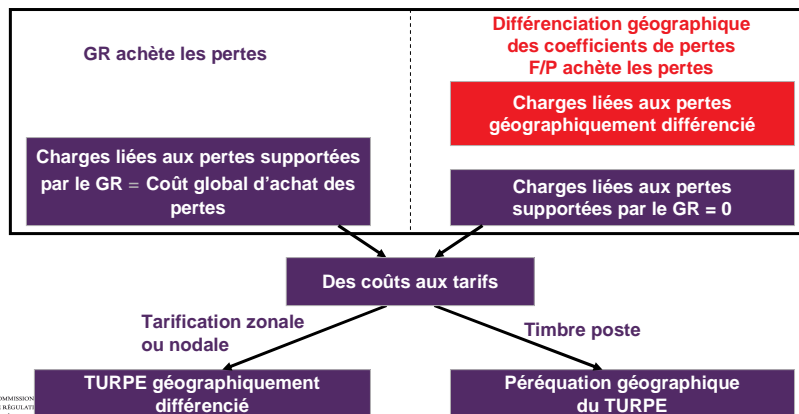 GR achète les pertes
Différenciation géographique
des coefficients de pertes
F/P achète les pertes
Charges liées aux pertes
géographiquement différencié
Charges liées aux pertes supportées
par le GR = Coût global d’achat des
pertes
Charges liées aux pertes
supportées par le GR = 0
Des coûts aux tarifs
Tarification zonale
ou nodale
Timbre poste
TURPE géographiquement
différencié
Péréquation géographique
du TURPE